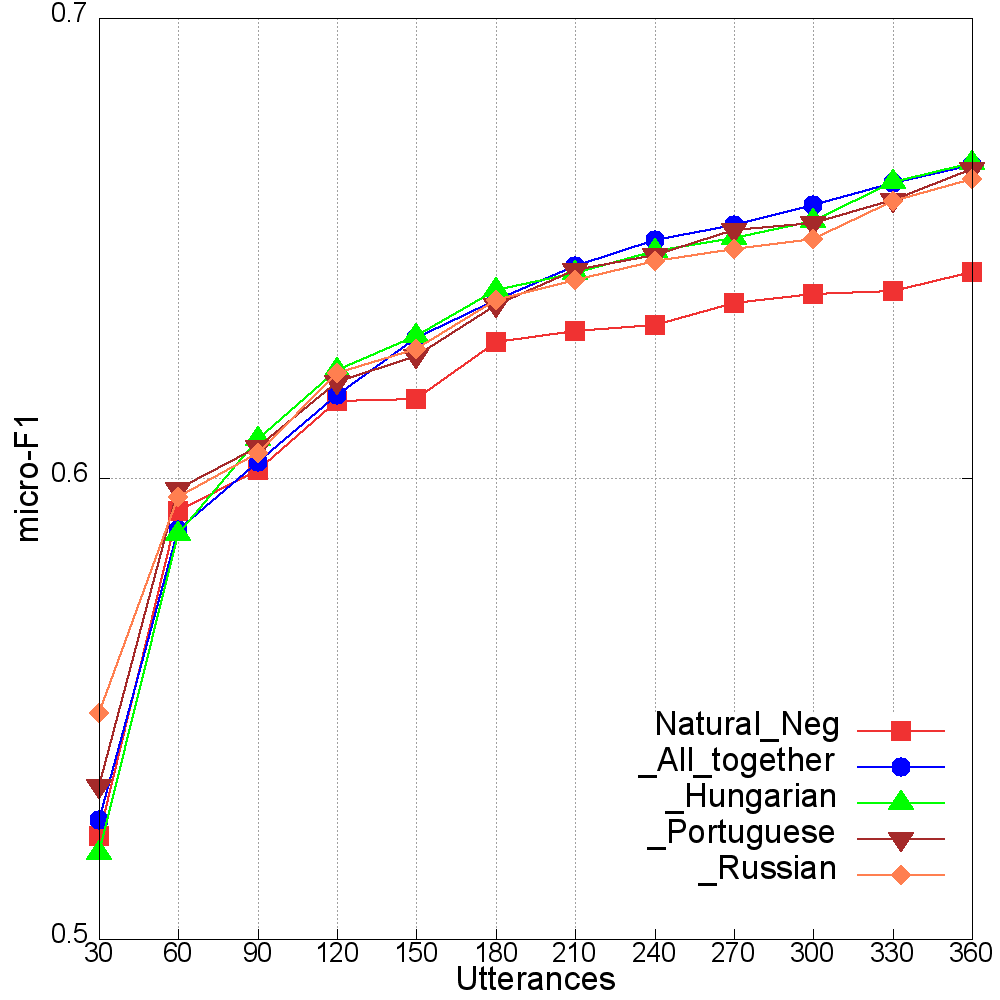 0.7
0.6
0.5
micro-F1
Natural_Neg
_All_together
_Hungarian
_Portuguese
_Russian
30 60 90 120 150 180 210 240 270 300 330 360
Utterances